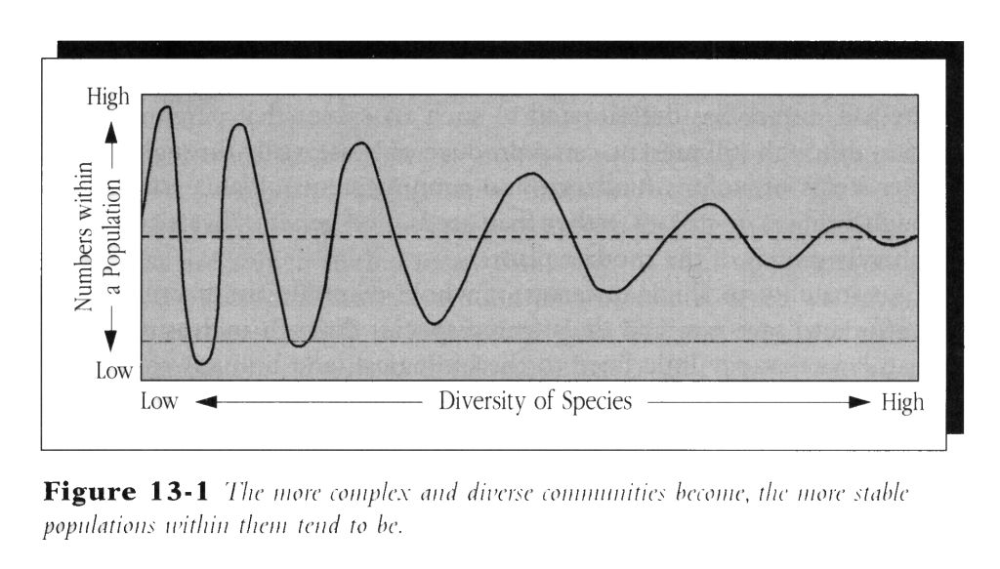 High
Numbers within
a Population
Low
Low
Diversity of Species
High
Figure 13-1 The more complex and diverse communities become, the more stable
populations within them tend to be.